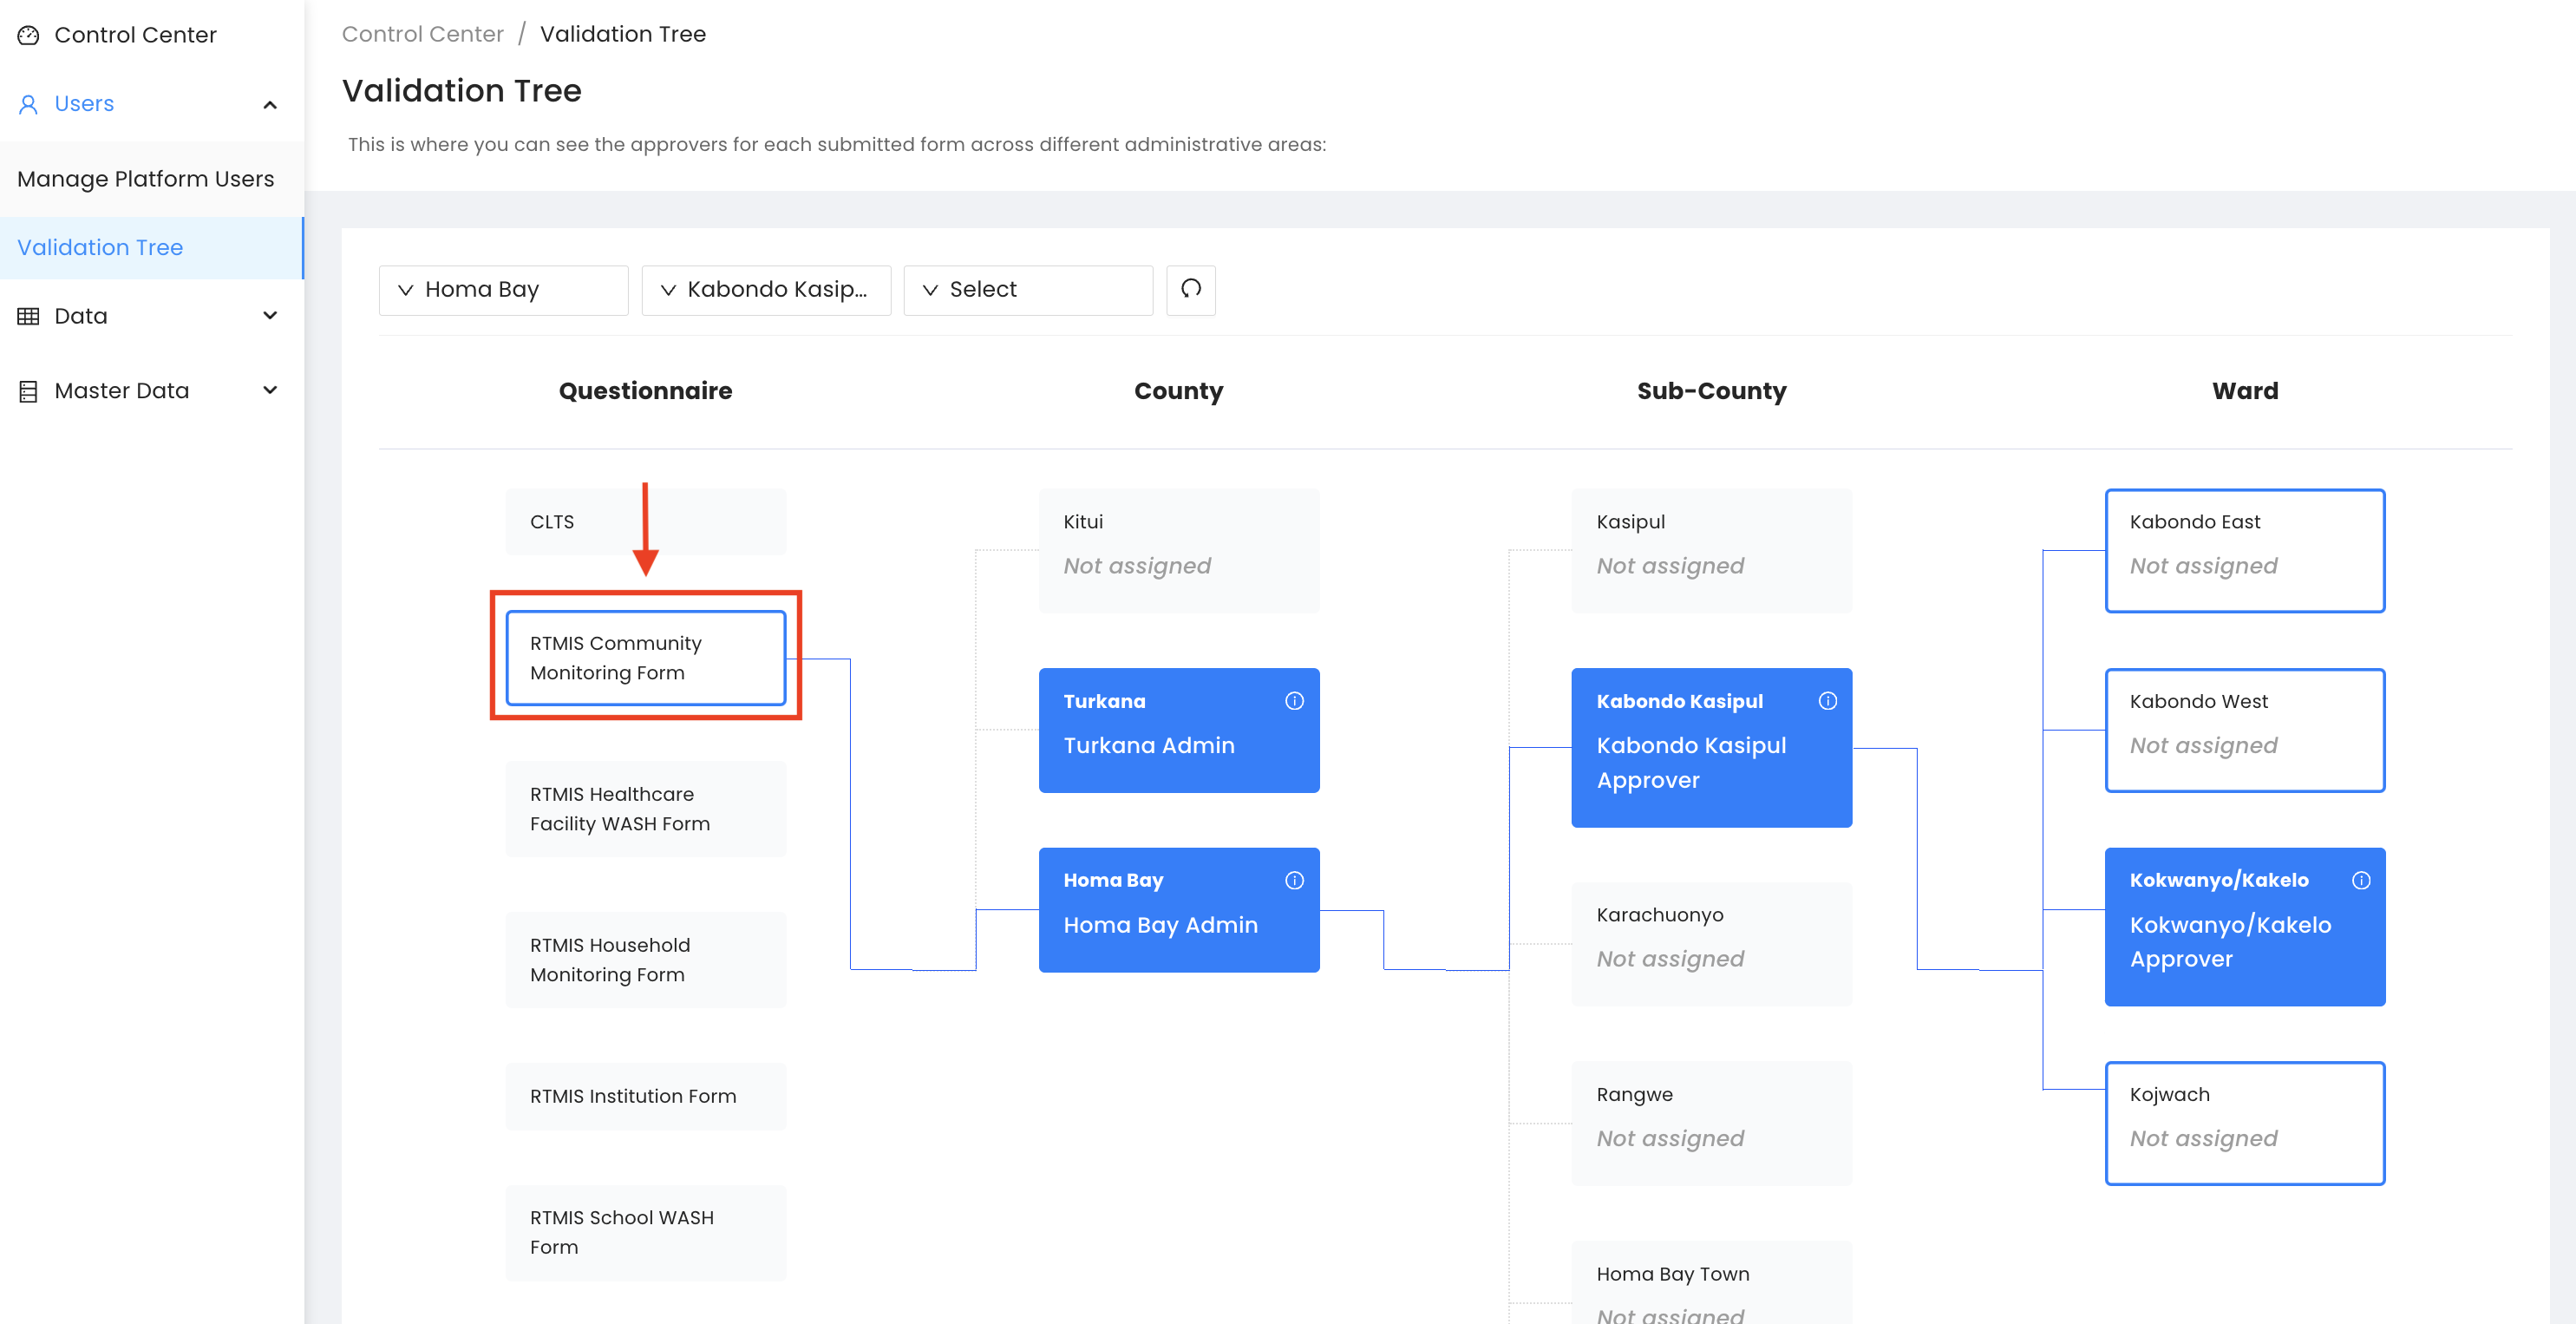 Control Center
Users
Manage Platform Users
Validation Tree
Data
Master Data
Control Center / Validation Tree
Validation Tree
This is where you can see the approvers for each submitted form across different administrative areas:
Homa Bay
Kabondo Kasip...
Select
Questionnaire
County
Sub-County
Ward
CLTS
RTMIS Community
Monitoring Form
RTMIS Healthcare
Facility WASH Form
RTMIS Household
Monitoring Form
RTMIS Institution Form
RTMIS School WASH
Form
Kitui
Not assigned
Turkana
Turkana Admin
Homa Bay
Homa Bay Admin
Kasipul
Not assigned
Kabondo Kasipul
Kabondo Kasipul
Approver
Karachuonyo
Not assigned
Rangwe
Not assigned
Homa Bay Town
Not assigned
Kabondo East
Not assigned
Kabondo West
Not assigned
Kokwanyo/Kakelo
Kokwanyo/Kakelo
Approver
Kojwach
Not assigned